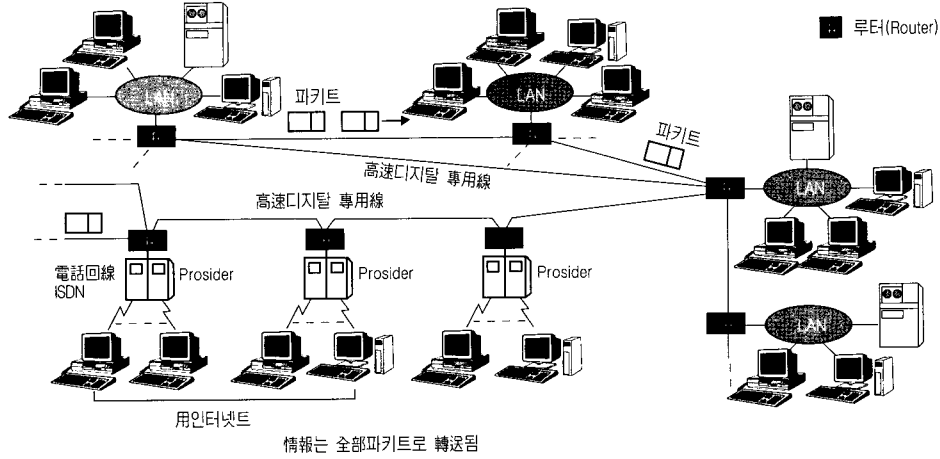 루터(Router)
LAN
LAN
파키트
파키트
高速디지탈 專用線
LAN
高速디지탈 專用線
電話回線
ISDN
Prosider
Prosider
Prosider
LAN
用인터넷트
情報는 全部파키트로 轉送됨